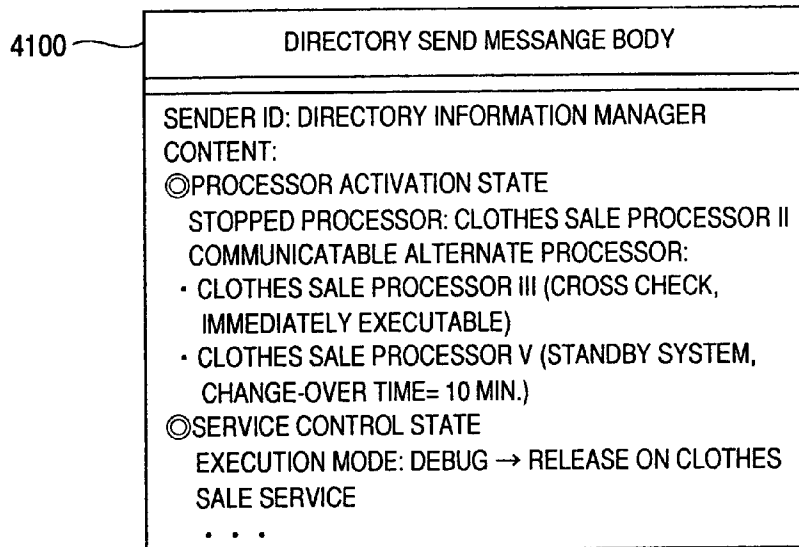 4100
DIRECTORY SEND MESSANGE BODY
SENDER ID: DIRECTORY INFORMATION MANAGER
CONTENT:
◎PROCESSOR ACTIVATION STATE
STOPPED PROCESSOR: CLOTHES SALE PROCESSOR II
COMMUNICATABLE ALTERNATE PROCESSOR:
・CLOTHES SALE PROCESSOR III (CROSS CHECK,
IMMEDIATELY EXECUTABLE)
・CLOTHES SALE PROCESSOR V (STANDBY SYSTEM,
CHANGE-OVER TIME= 10 MIN.)
◎SERVICE CONTROL STATE
EXECUTION MODE: DEBUG → RELEASE ON CLOTHES
SALE SERVICE
・・・